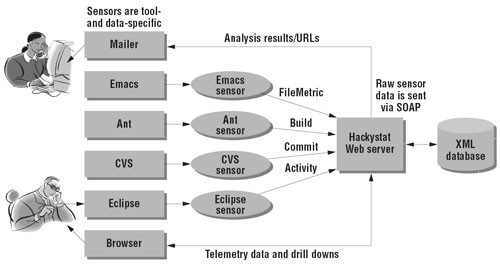 Sensors are tool-
and data-specific
Mailer
Analysis results/URLs
Emacs
Emacs
sensor
FileMetric
Raw sensor
data is sent
via SOAP
Ant
Ant
sensor
Build
Hackystat
Web server
XML
database
CVS
CVS
sensor
Commit
Activity
Eclipse
Eclipse
sensor
Browser
Telemetry data and drill downs